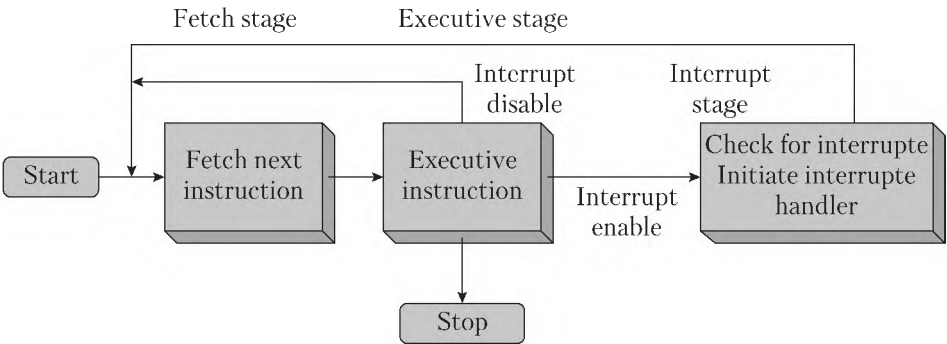 Fetch stage
Executive stage
Interrupt
disable
Interrupt
stage
Start
Fetch next
instruction
Executive
instruction
Interrupt
enable
Check for interrupte
Initiate interrupte
handler
Stop